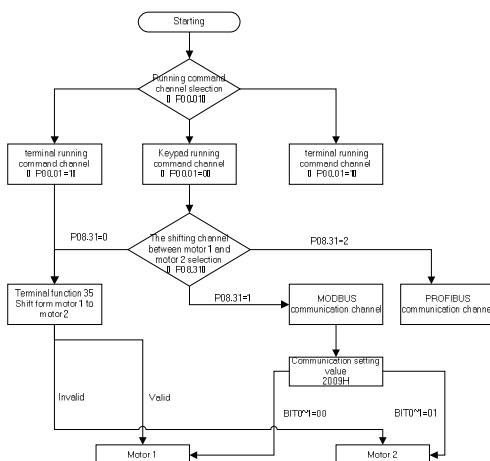 Starting
Running command
channel sleection
( P00.01)
terminal running
command channel
( P00.01=1)
Keypad running
command channel
( P00.01=0)
terminal running
command channel
( P00.01=1)
P08.31=0
The shifting channel
between motor 1 and
motor 2 selection
( P08.31)
P08.31=2
Terminal function 35
Shift form motor 1 to
motor 2
P08.31=1
MODBUS
communication channel
PROFIBUS
communication channel
Communication setting
value
2009H
Invalid
Valid
BIT0~1=00
BIT0~1=01
Motor 1
Motor 2